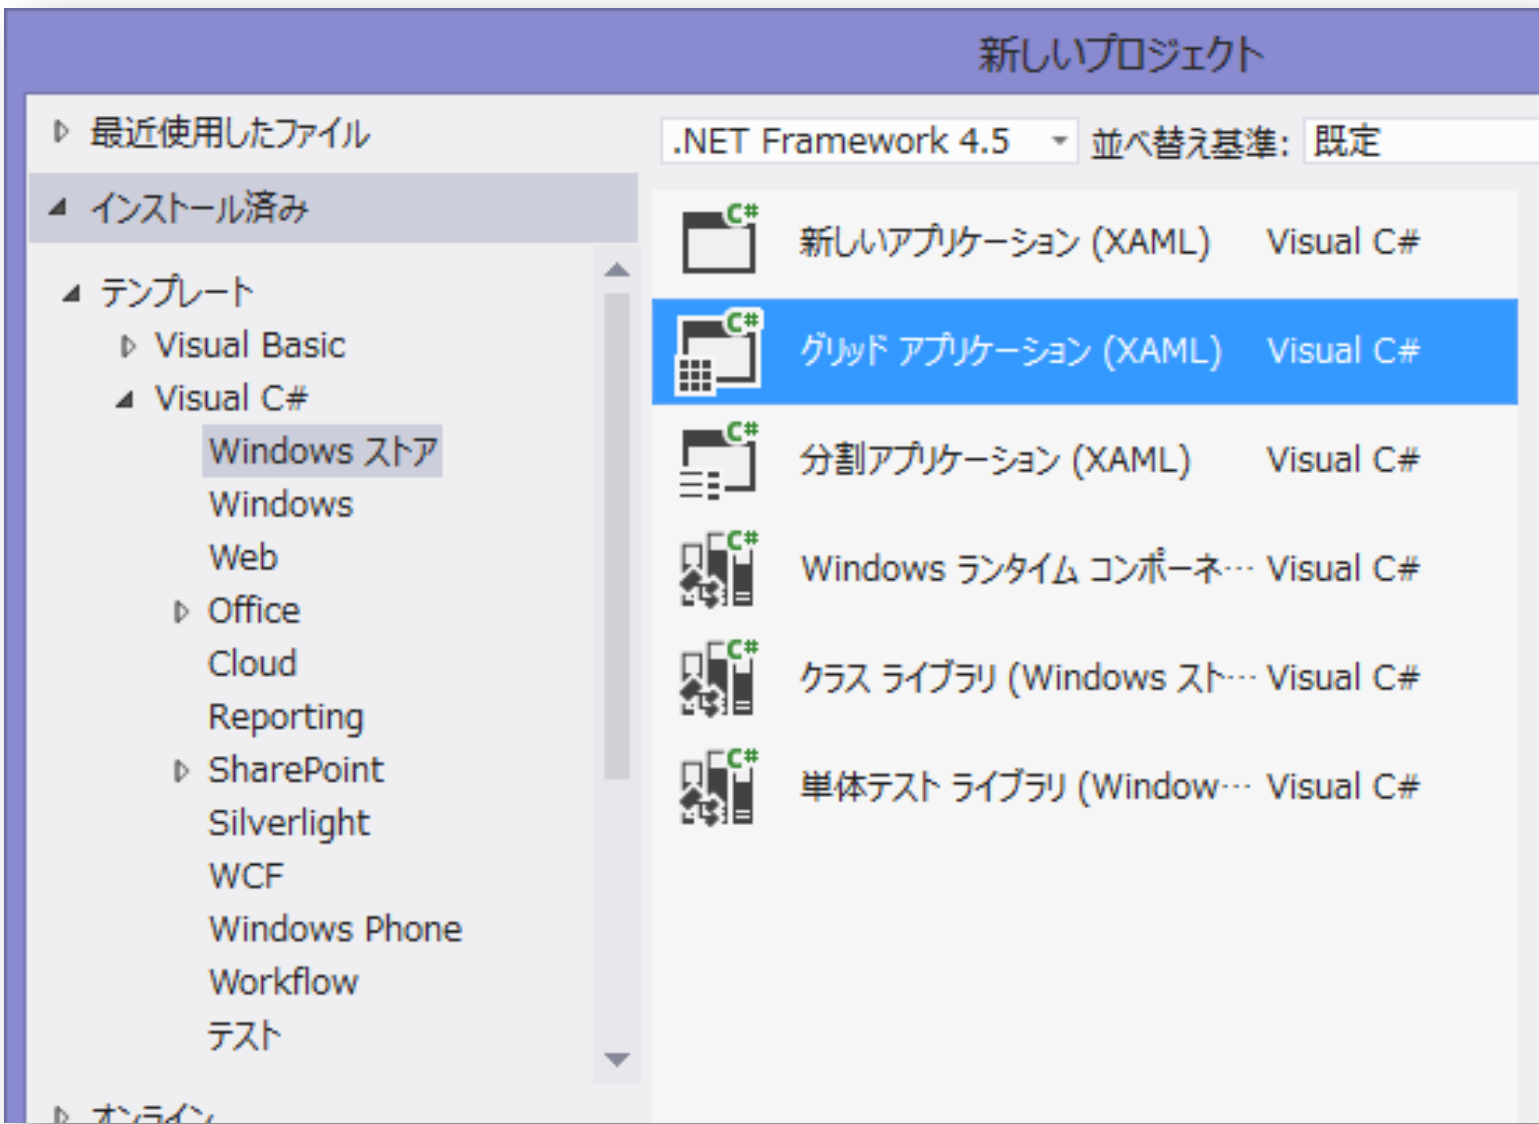 新しいプロジェクト
最近使用したファイル
.NET Framework 4.5 並べ替え基準: 既定
インストール済み
テンプレート
Visual Basic
Visual C#
Windows ストア
Windows
Web
Office
Cloud
Reporting
SharePoint
Silverlight
WCF
Windows Phone
Workflow
テスト
オンライン
C# 新しいアプリケーション (XAML) Visual C#
C# グリッド アプリケーション (XAML) Visual C#
C# 分割アプリケーション (XAML) Visual C#
C# Windows ランタイム コンポーネ… Visual C#
C# クラス ライブラリ (Windows スト… Visual C#
C# 単体テスト ライブラリ (Window… Visual C#